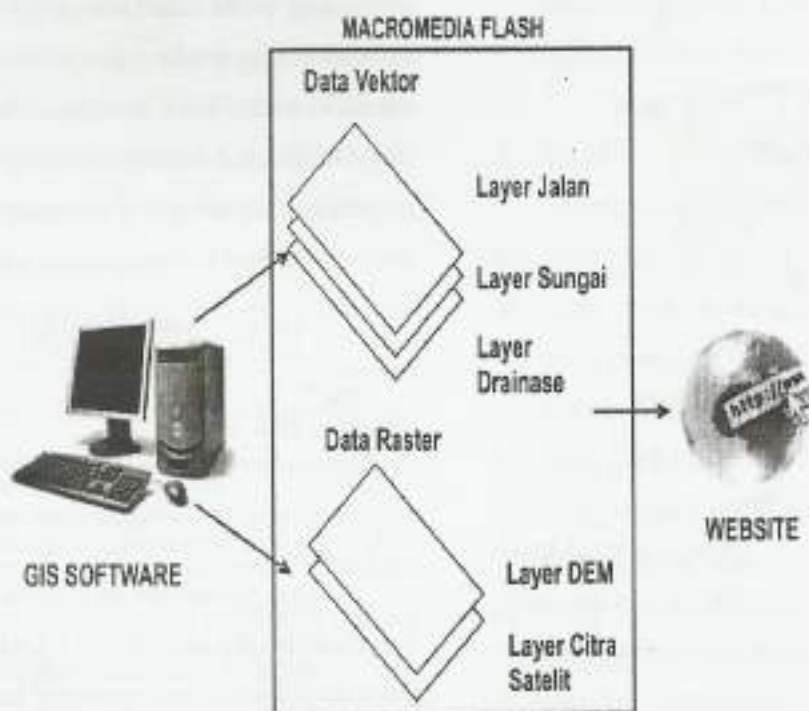 MACROMEDIA FLASH
Data Vektor
Layer Jalan
Layer Sungai
Layer
Drainase
Data Raster
Layer DEM
Layer Citra
Satelit
GIS SOFTWARE
http://
WEBSITE